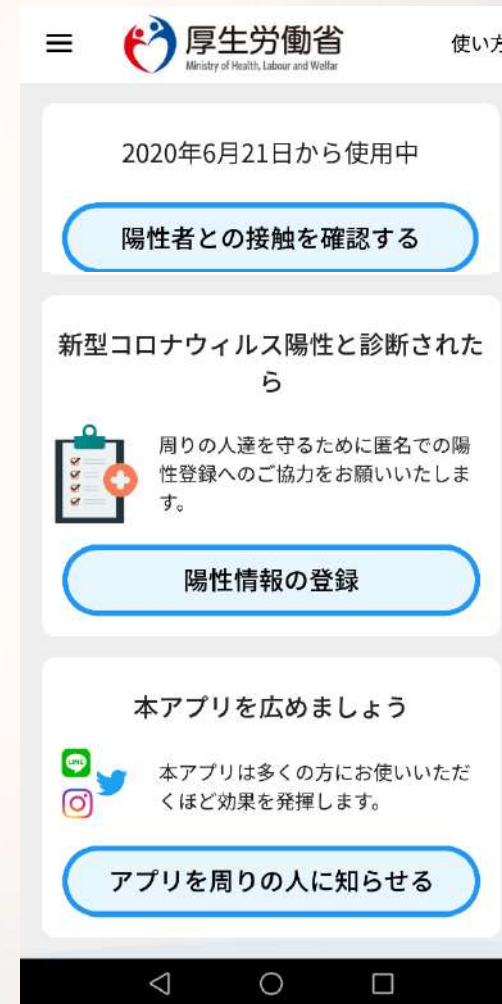 厚生労働省
Ministry of Health, Labour and Welfar
使い方
2020年6月21日から使用中
陽性者との接触を確認する
新型コロナウィルス陽性と診断された
ら
周りの人達を守るために匿名での陽
性登録へのご協力をお願いいたしま
す。
陽性情報の登録
本アプリを広めましょう
LINE
本アプリは多くの方にお使いいただ
くほど効果を発揮します。
アプリを周りの人に知らせる